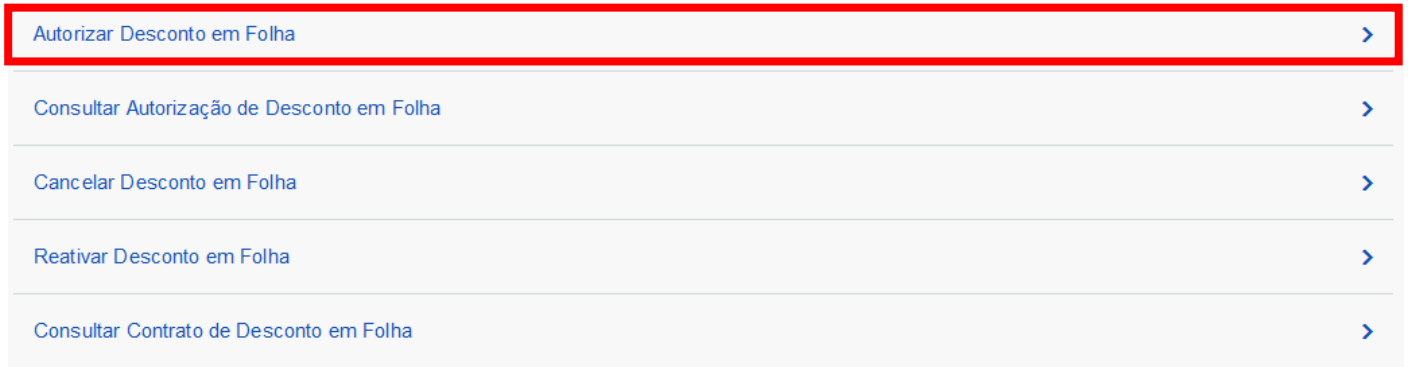 Autorizar Desconto em Folha
Consultar Autorização de Desconto em Folha
Cancelar Desconto em Folha
Reativar Desconto em Folha
Consultar Contrato de Desconto em Folha